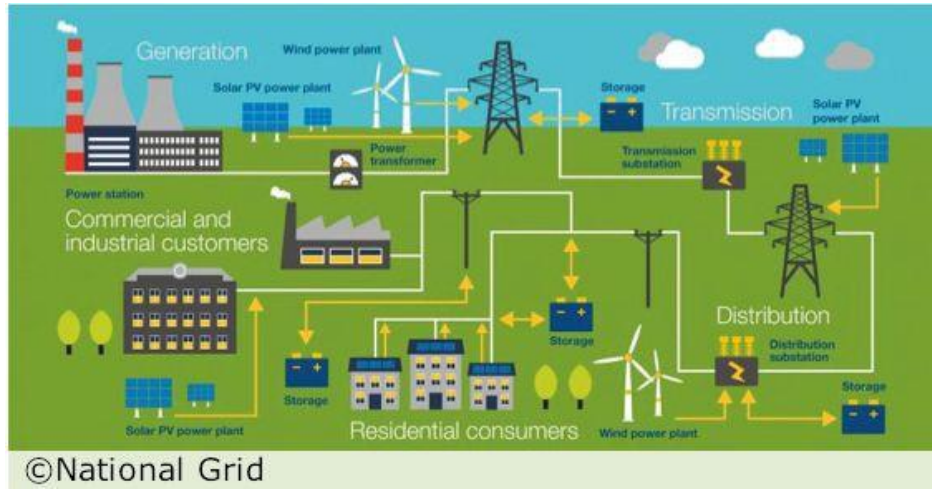 Generation
Wind power plant
Solar PV power plant
Storage
Transmission
Solar PV
power plant
Power
transformer
Transmission
substation
Power station
Commercial and
industrial customers
Distribution
Distribution
substation
Storage
Storage
Storage
Solar PV power plant
Residential consumers
Wind power plant
©National Grid